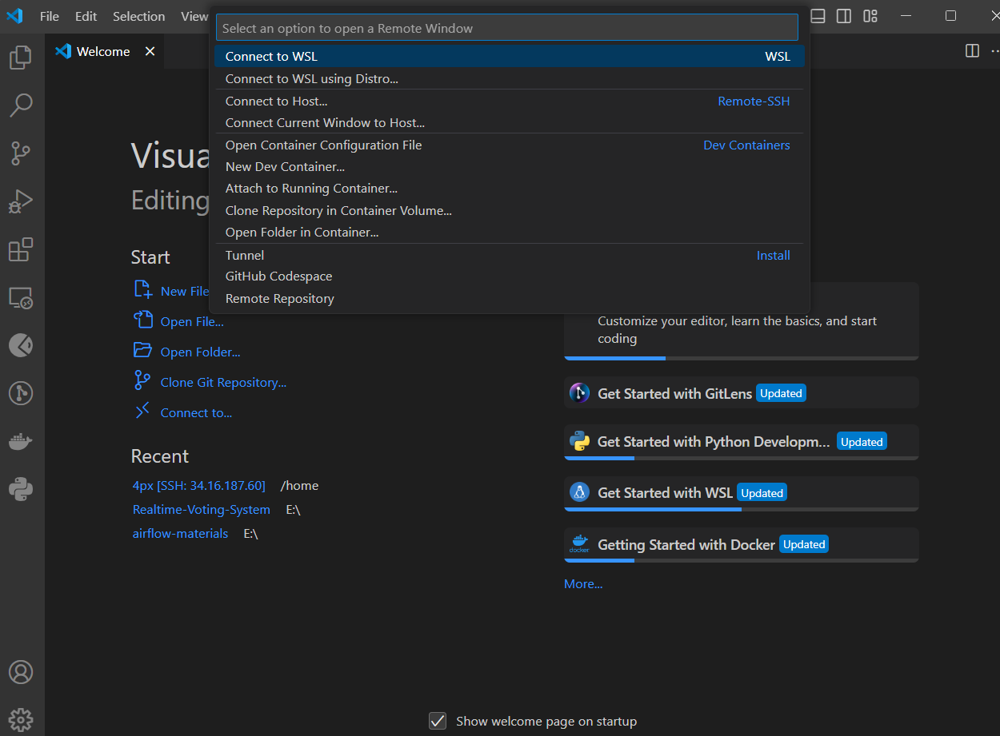 File Edit Selection View
Select an option to open a Remote Window
Connect to WSL WSL
Connect to WSL using Distro...
Connect to Host... Remote-SSH
Connect Current Window to Host...
Open Container Configuration File Dev Containers
New Dev Container...
Attach to Running Container...
Clone Repository in Container Volume...
Open Folder in Container...
Tunnel Install
GitHub Codespace
Remote Repository
Welcome
Editing
Start
New File
Open File...
Open Folder...
Clone Git Repository...
Connect to...
Recent
4px [SSH: 34.16.187.60] /home
Realtime-Voting-System E:\
airflow-materials E:\
Customize your editor, learn the basics, and start
coding
Get Started with GitLens Updated
Get Started with Python Developm... Updated
Get Started with WSL Updated
docker Getting Started with Docker Updated
More...
Show welcome page on startup